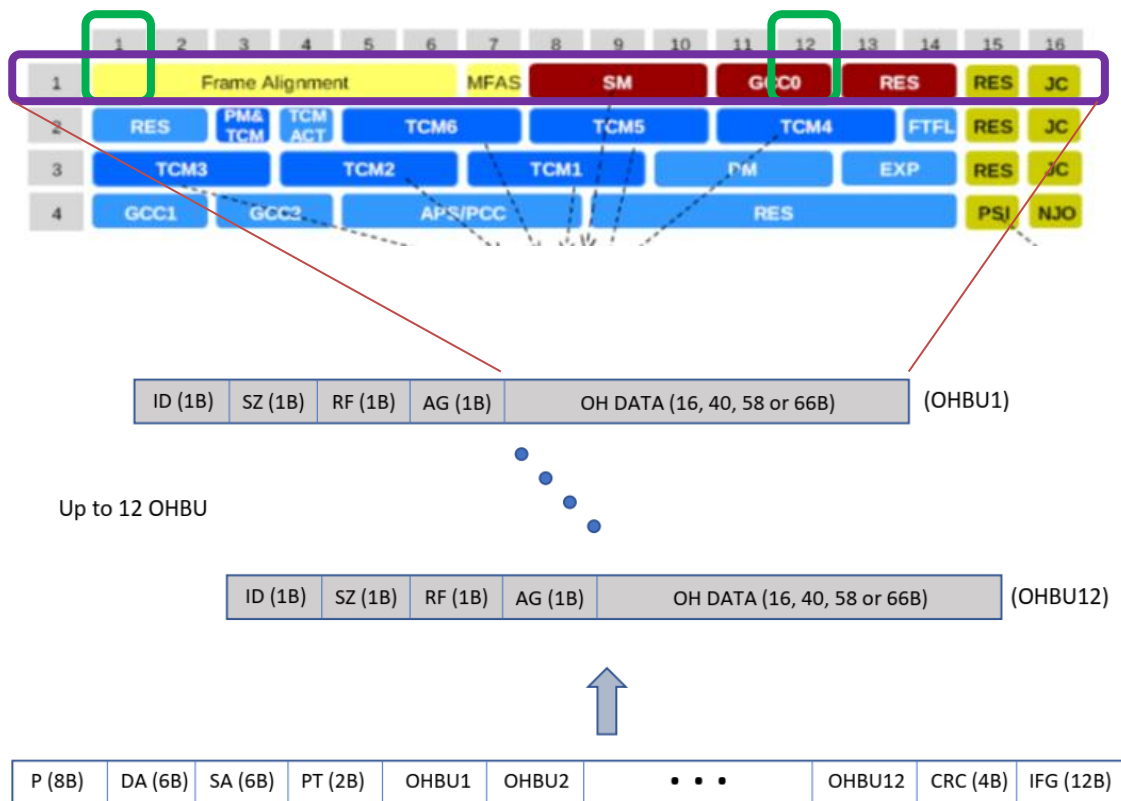 1 2 3 4 5 6 7 8 9 10 11 12 13 14 15 16
1 Frame Alignment MFAS SM GCC0 RES RES JC
2 RES PM& TCM TCM ACT TCM6 TCM5 TCM4 FTFL RES JC
3 TCM3 TCM2 TCM1 PM EXP RES JC
4 GCC1 GCC2 APS/PCC RES PSI NJO
ID (1B) SZ (1B) RF (1B) AG (1B) OH DATA (16, 40, 58 or 66B) (OHBU1)
Up to 12 OHBU
ID (1B) SZ (1B) RF (1B) AG (1B) OH DATA (16, 40, 58 or 66B) (OHBU12)
P (8B) DA (6B) SA (6B) PT (2B) OHBU1 OHBU2 • • • OHBU12 CRC (4B) IFG (12B)